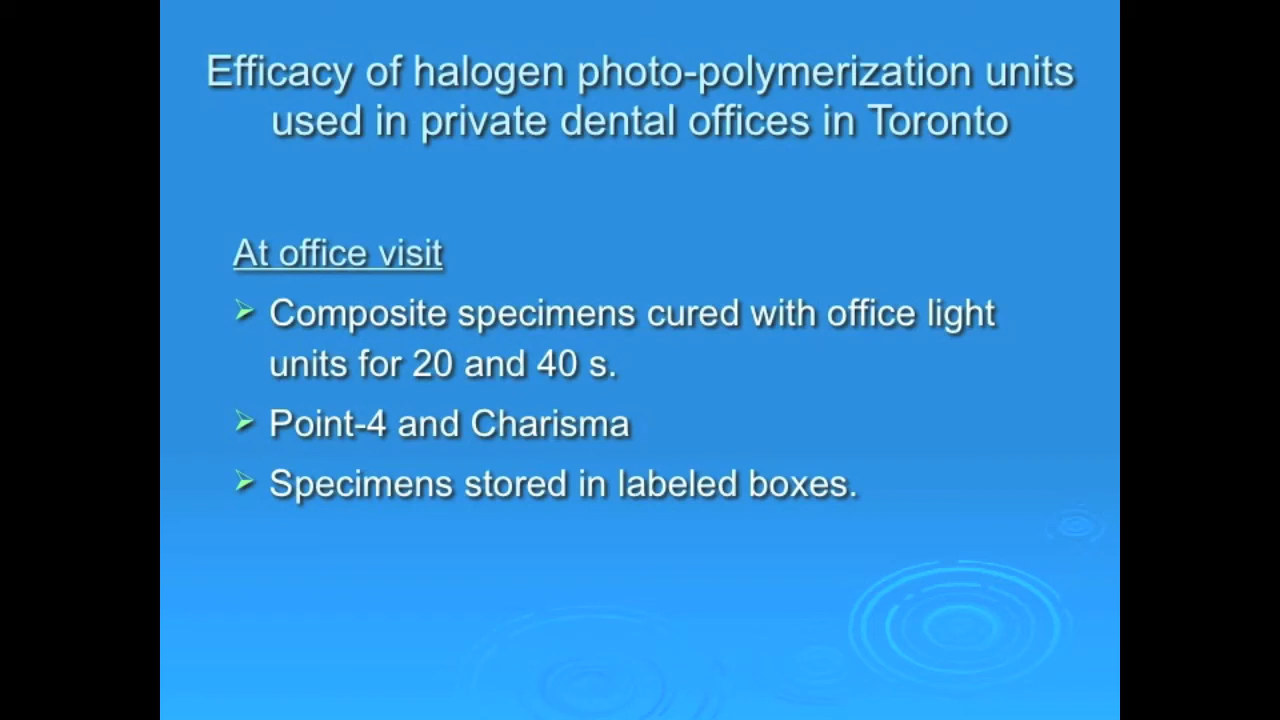 Efficacy of halogen photo-polymerization units
used in private dental offices in Toronto
At office visit
Composite specimens cured with office light
units for 20 and 40 s.
Point-4 and Charisma
Specimens stored in labeled boxes.